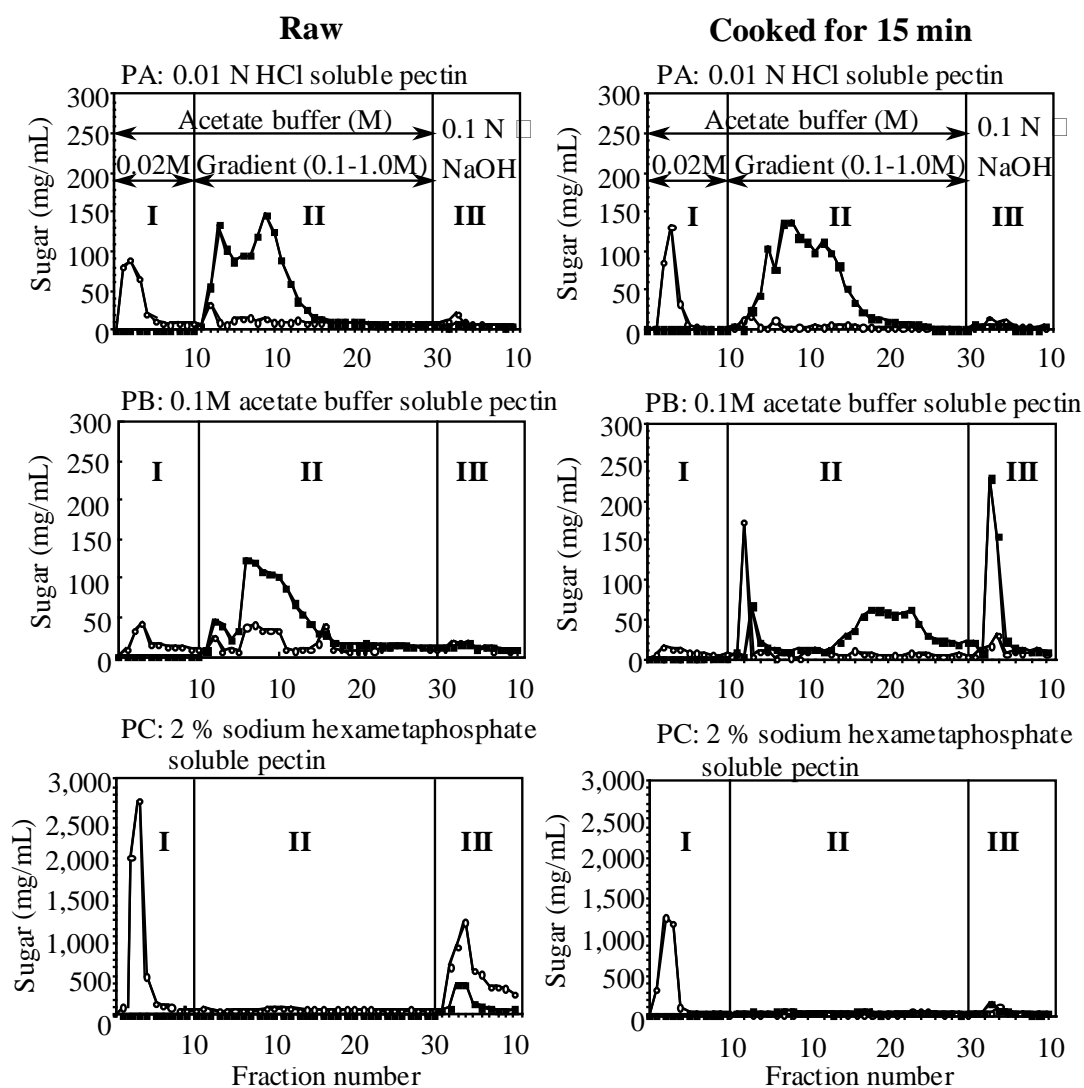 Raw
PA: 0.01 N HCl soluble pectin
300
250
200
150
100
50
0
Sugar (mg/mL)
Acetate buffer (M)
0.1 N □
0.02M
Gradient (0.1-1.0M)
NaOH
I
II
III
10
10
20
30
10
Cooked for 15 min
PA: 0.01 N HCl soluble pectin
300
250
200
150
100
50
0
Sugar (mg/mL)
Acetate buffer (M)
0.1 N □
0.02M
Gradient (0.1-1.0M)
NaOH
I
II
III
10
10
20
30
10
PB: 0.1M acetate buffer soluble pectin
300
250
200
150
100
50
0
Sugar (mg/mL)
I
II
III
10
10
20
30
10
PB: 0.1M acetate buffer soluble pectin
300
250
200
150
100
50
0
Sugar (mg/mL)
I
II
III
10
10
20
30
10
PC: 2 % sodium hexametaphosphate
soluble pectin
3,000
2,500
2,000
1,500
1,000
500
0
Sugar (mg/mL)
I
II
III
10
10
20
30
10
Fraction number
PC: 2 % sodium hexametaphosphate
soluble pectin
3,000
2,500
2,000
1,500
1,000
500
0
Sugar (mg/mL)
I
II
III
10
10
20
30
10
Fraction number